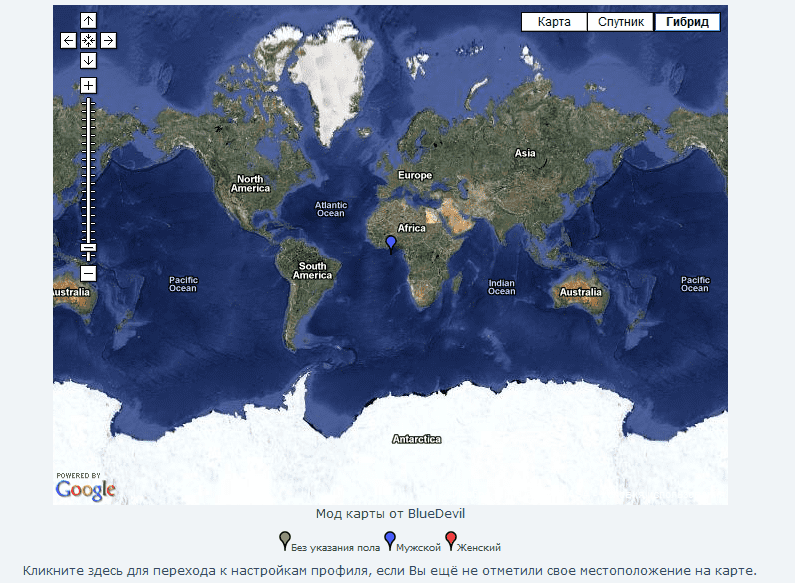 Карта Спутник Гибрид
Asia
Europe
North
America
Atlantic
Ocean
Africa
South
America
Pacific
Ocean
Indian
Ocean
Pacific
Ocean
ustralia
Australia
Antarctica
POWERED BY
Google
Мод карты от BlueDevil
Без указания пола Мужской Женский
Кликните здесь для перехода к настройкам профиля, если Вы ещё не отметили свое местоположение на карте.